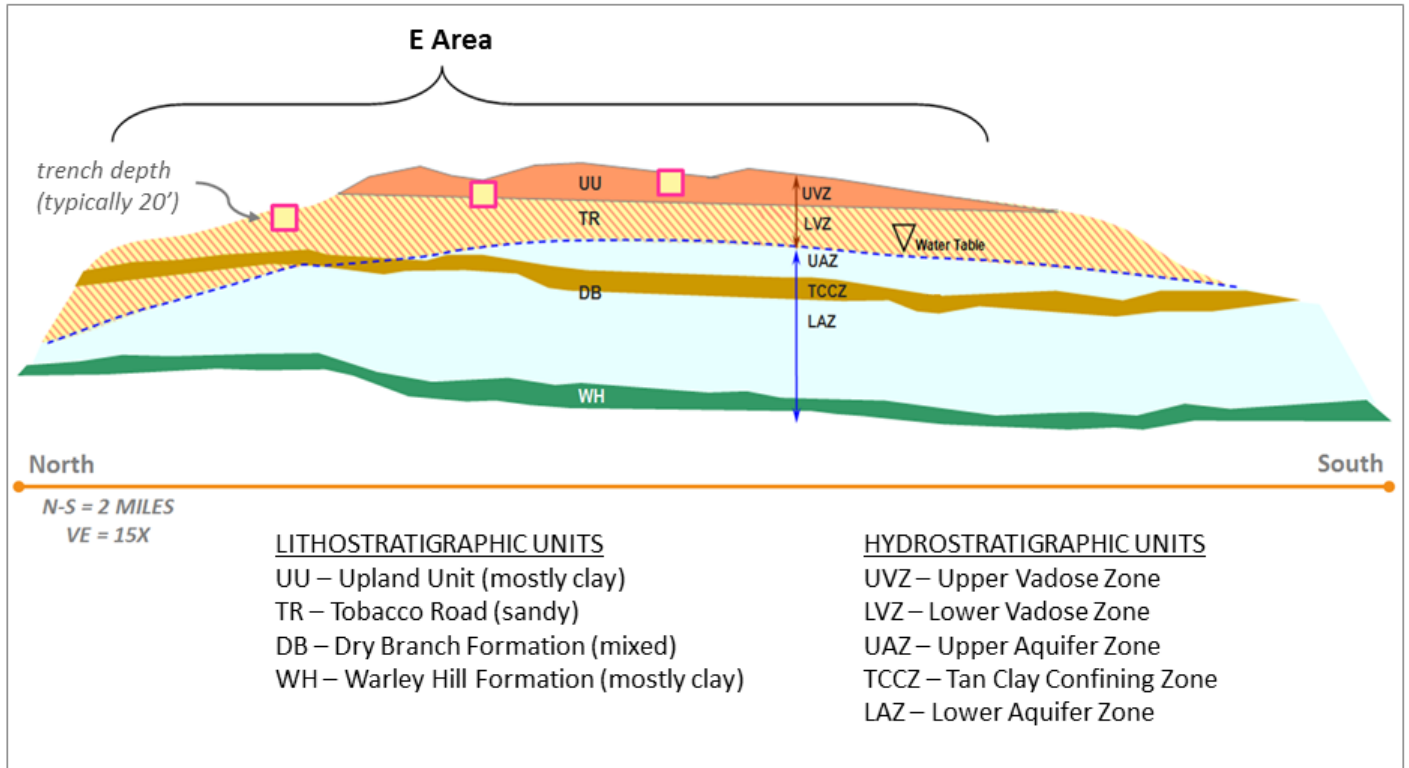 E Area
trench depth
(typically 20’)
UU
UVZ
TR
LVZ
Water Table
UAZ
DB
TCCZ
LAZ
WH
North
South
N-S = 2 MILES
VE = 15X
LITHOSTRATIGRAPHIC UNITS
UU – Upland Unit (mostly clay)
TR – Tobacco Road (sandy)
DB – Dry Branch Formation (mixed)
WH – Warley Hill Formation (mostly clay)
HYDROSTRATIGRAPHIC UNITS
UVZ – Upper Vadose Zone
LVZ – Lower Vadose Zone
UAZ – Upper Aquifer Zone
TCCZ – Tan Clay Confining Zone
LAZ – Lower Aquifer Zone